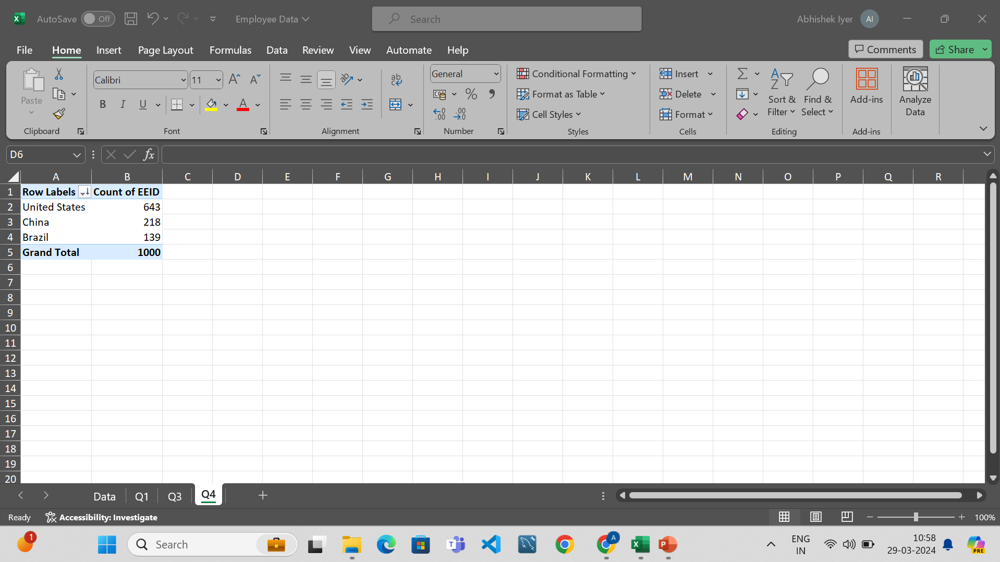 AutoSave Off Employee Data Search Abhishek Iyer AI
File Home Insert Page Layout Formulas Data Review View Automate Help Comments Share
Paste
Clipboard
Calibri 11
B I U A
Font
ab
Alignment
General
% 
Number
Conditional Formatting
Format as Table
Cell Styles
Styles
Insert
Delete
Format
Cells
Sort &
Filter
Find &
Select
Editing
Add-ins
Add-ins
Analyze
Data
D6 fx
A B C D E F G H I J K L M N O P Q R
1 Row Labels Count of EEID
2 United States 643
3 China 218
4 Brazil 139
5 Grand Total 1000
6
7
8
9
10
11
12
13
14
15
16
17
18
19
20
Data Q1 Q3 Q4
Ready Accessibility: Investigate 100%
1 Search A ENG 10:58
IN 29-03-2024 PRE